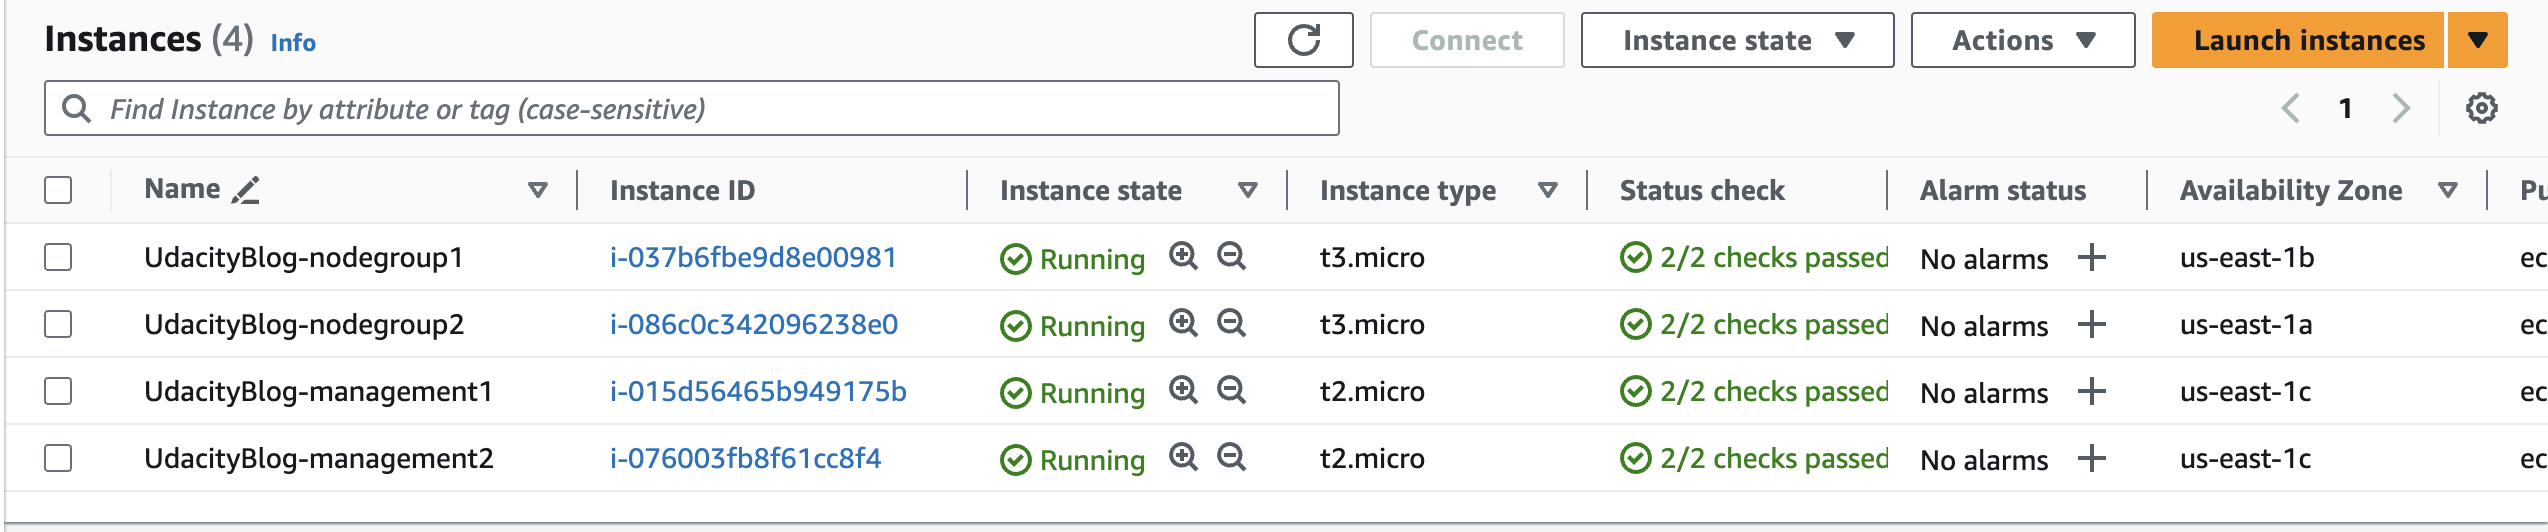 Instances (4) Info Connect Instance state Actions Launch instances
Find Instance by attribute or tag (case-sensitive) 1
Name Instance ID Instance state Instance type Status check Alarm status Availability Zone Pu
UdacityBlog-nodegroup1 i-037b6fbe9d8e00981 Running t3.micro 2/2 checks passed No alarms us-east-1b ec
UdacityBlog-nodegroup2 i-086c0c342096238e0 Running t3.micro 2/2 checks passed No alarms us-east-1a ec
UdacityBlog-management1 i-015d56465b949175b Running t2.micro 2/2 checks passed No alarms us-east-1c ec
UdacityBlog-management2 i-076003fb8f61cc8f4 Running t2.micro 2/2 checks passed No alarms us-east-1c ec